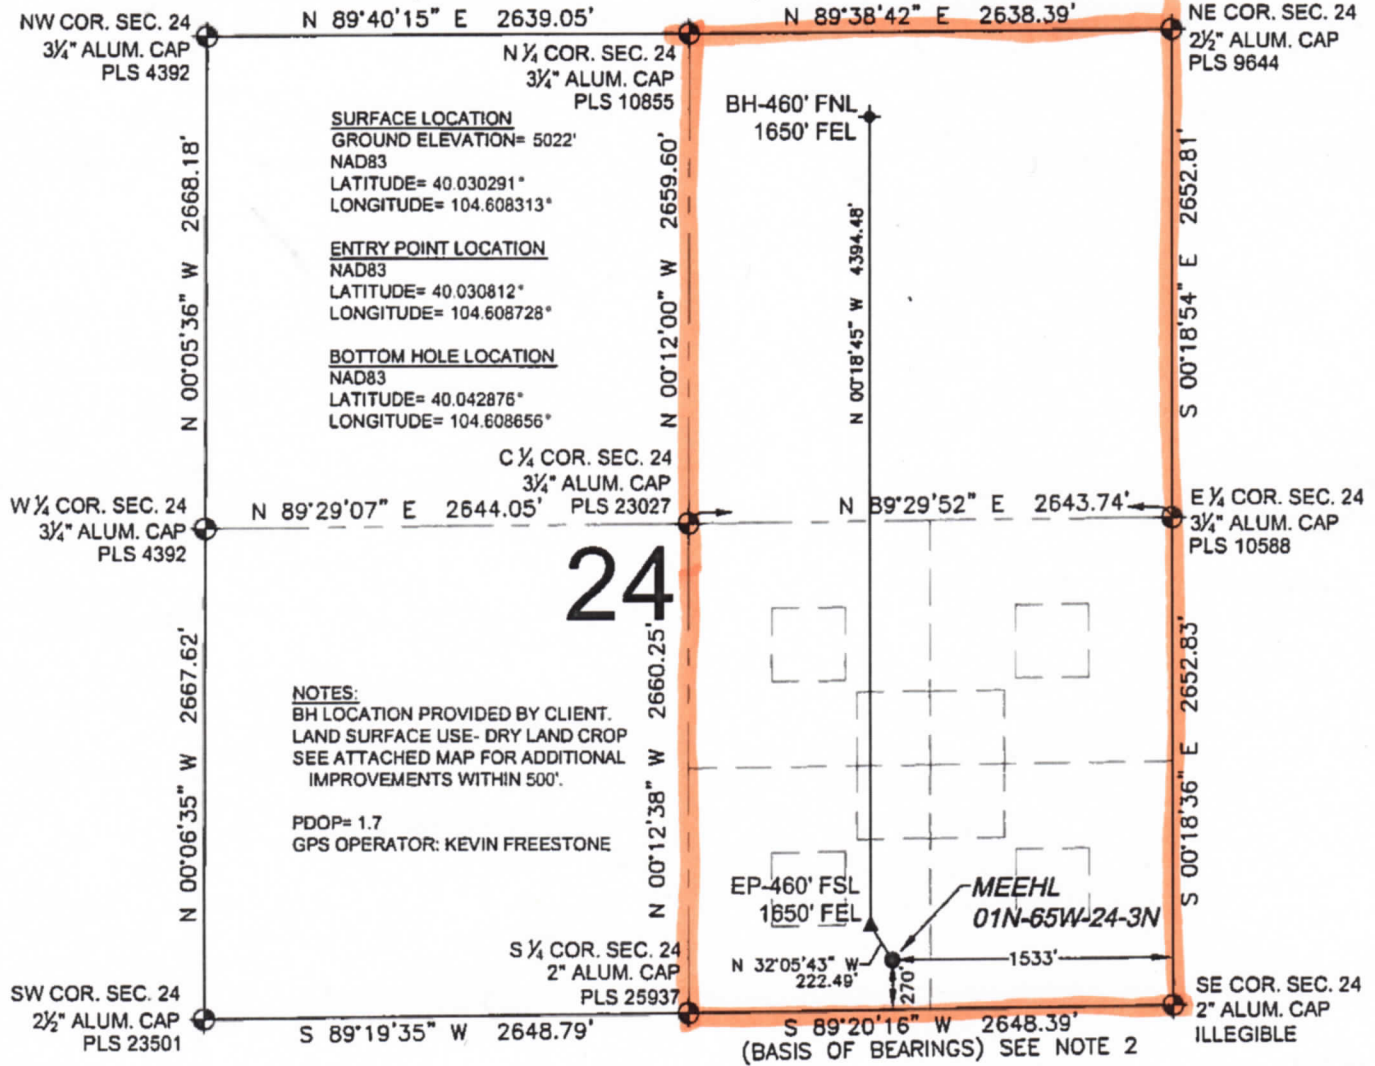 NW COR. SEC. 24
3¼" ALUM. CAP
PLS 4392
N 89°40'15" E 2639.05'
N ¼ COR. SEC. 24
3¼" ALUM. CAP
PLS 10855
N 89°38'42" E 2638.39'
NE COR. SEC. 24
2½" ALUM. CAP
PLS 9644
SURFACE LOCATION
GROUND ELEVATION= 5022'
NAD83
LATITUDE= 40.030291°
LONGITUDE= 104.608313°
ENTRY POINT LOCATION
NAD83
LATITUDE= 40.030812°
LONGITUDE= 104.608728°
BOTTOM HOLE LOCATION
NAD83
LATITUDE= 40.042876°
LONGITUDE= 104.608656°
BH-460' FNL
1650' FEL
N 00°05'36" W 2668.18'
N 00°12'00" W 2659.60'
N 00°18'45" W 4394.48'
S 00°18'54" E 2652.81'
W ¼ COR. SEC. 24
3¼" ALUM. CAP
PLS 4392
N 89°29'07" E 2644.05'
C ¼ COR. SEC. 24
3¼" ALUM. CAP
PLS 23027
N 89°29'52" E 2643.74'
E ¼ COR. SEC. 24
3¼" ALUM. CAP
PLS 10588
24
NOTES:
BH LOCATION PROVIDED BY CLIENT.
LAND SURFACE USE- DRY LAND CROP
SEE ATTACHED MAP FOR ADDITIONAL
IMPROVEMENTS WITHIN 500'.
PDOP= 1.7
GPS OPERATOR: KEVIN FREESTONE
N 00°06'35" W 2667.62'
N 00°12'38" W 2660.25'
S 00°18'36" E 2652.83'
EP-460' FSL
1650' FEL
MEEHL
01N-65W-24-3N
N 32°05'43" W
222.49'
270'
1533'
SW COR. SEC. 24
2½" ALUM. CAP
PLS 23501
S 89°19'35" W 2648.79'
S ¼ COR. SEC. 24
2" ALUM. CAP
PLS 25937
S 89°20'16" W 2648.39'
(BASIS OF BEARINGS) SEE NOTE 2
SE COR. SEC. 24
2" ALUM. CAP
ILLEGIBLE